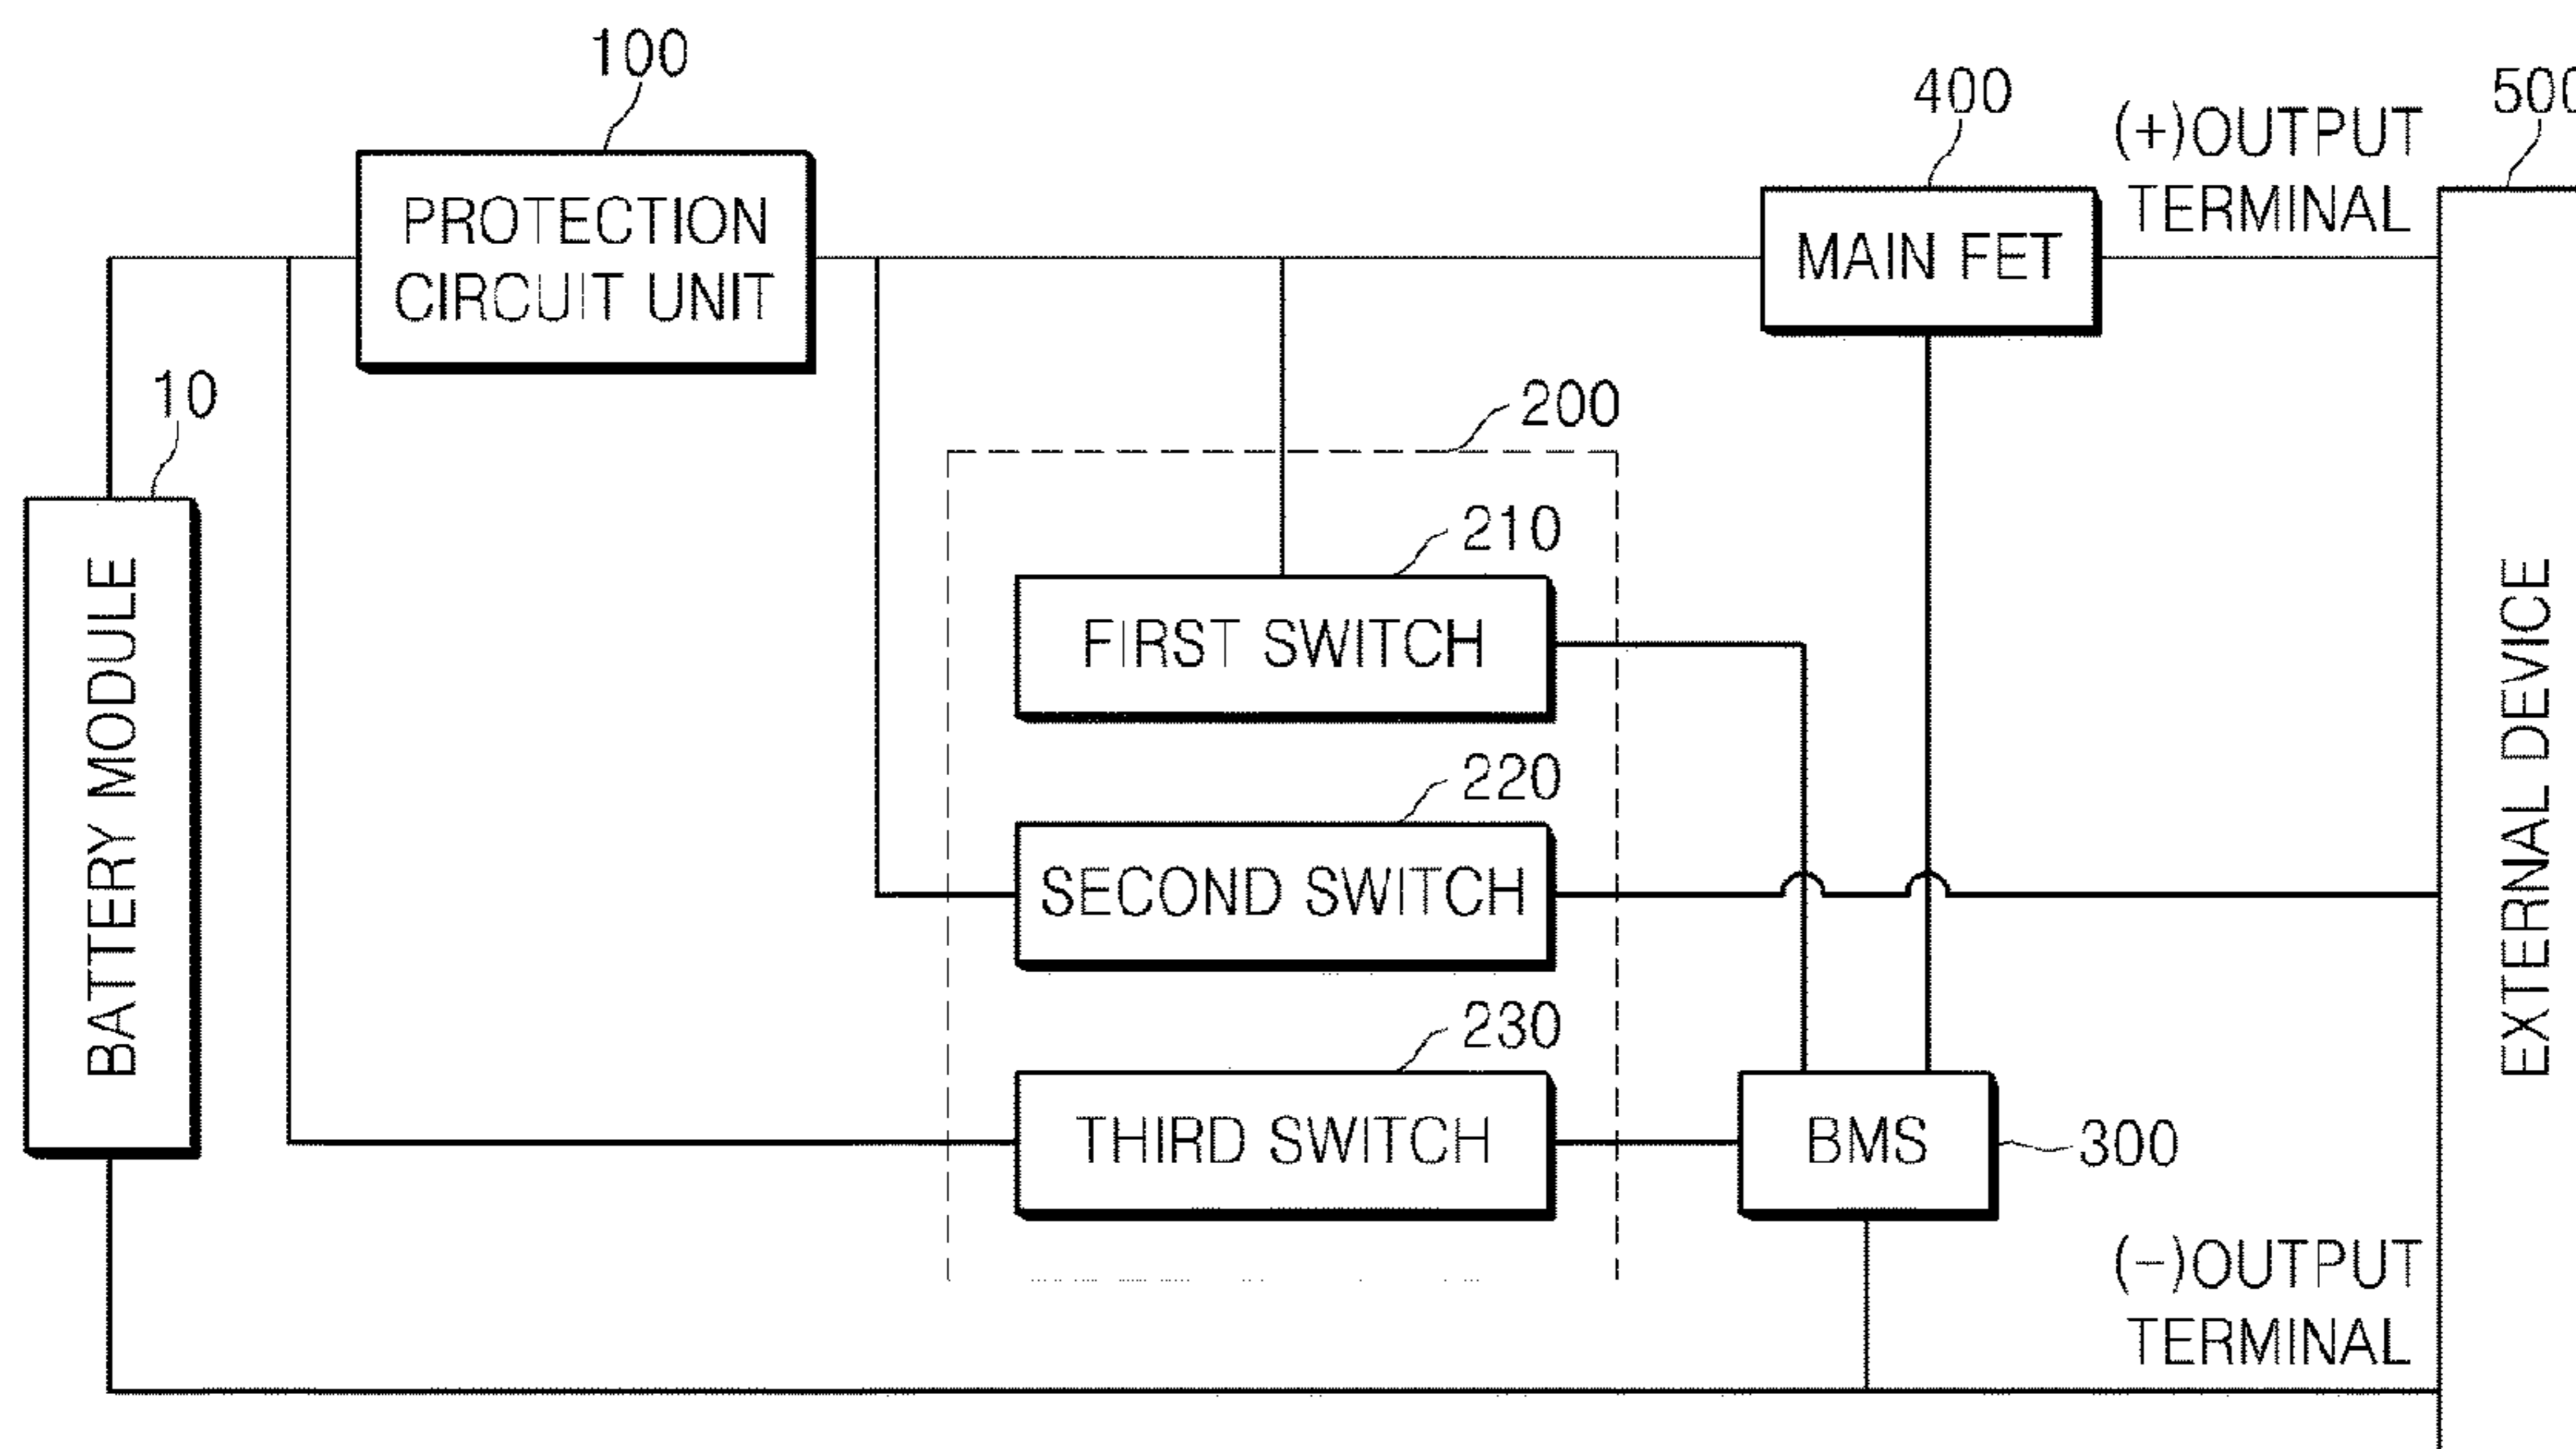 100
400
(+)OUTPUT
TERMINAL
500
PROTECTION
CIRCUIT UNIT
MAIN FET
10
200
BATTERY MODULE
210
FIRST SWITCH
220
SECOND SWITCH
EXTERNAL DEVICE
230
THIRD SWITCH
BMS
300
(−)OUTPUT
TERMINAL